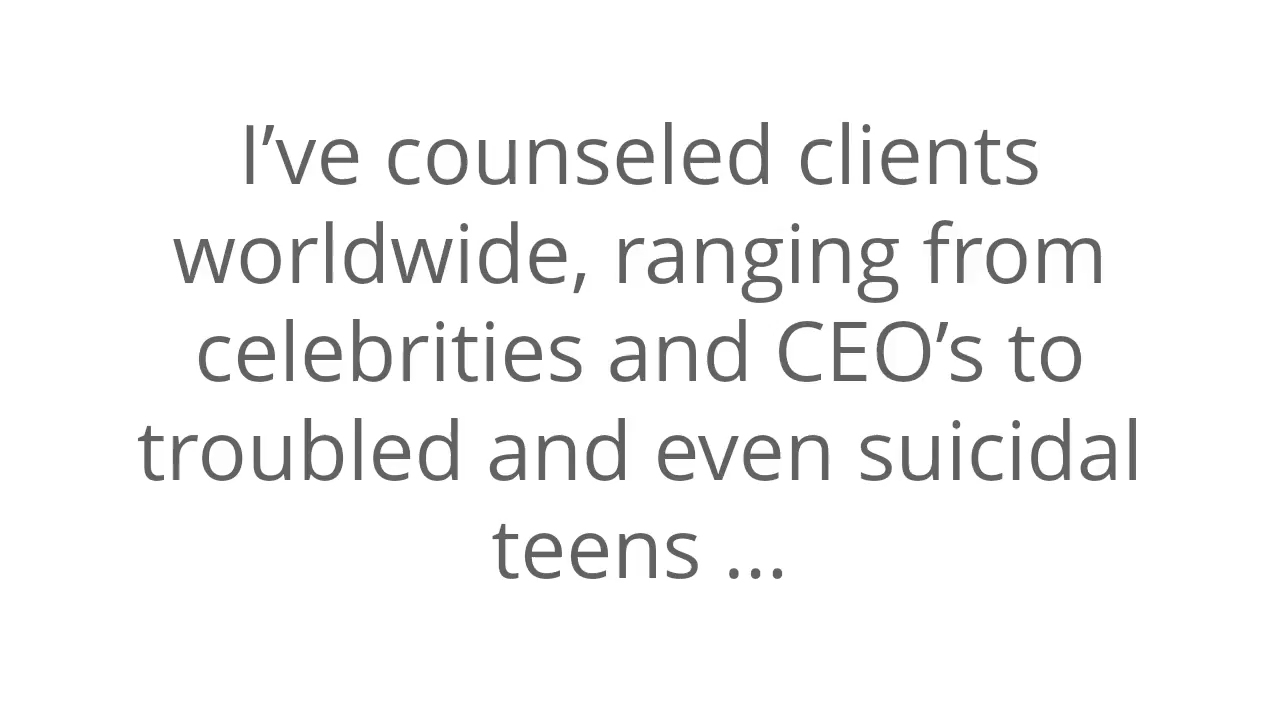 I’ve counseled clients
worldwide, ranging from
celebrities and CEO’s to
troubled and even suicidal
teens ...